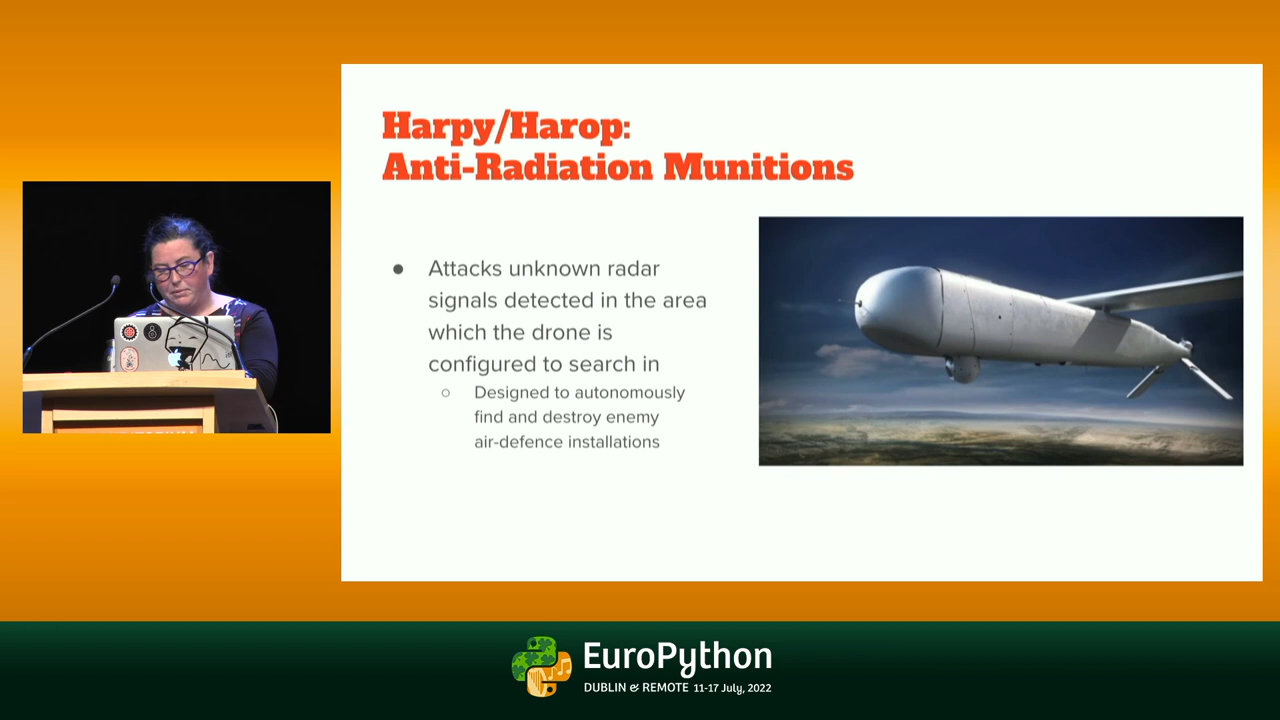 Harpy/Harop:
Anti-Radiation Munitions
● Attacks unknown radar
signals detected in the area
which the drone is
configured to search in
○ Designed to autonomously
find and destroy enemy
air-defence installations
EuroPython
DUBLIN & REMOTE 11-17 July, 2022